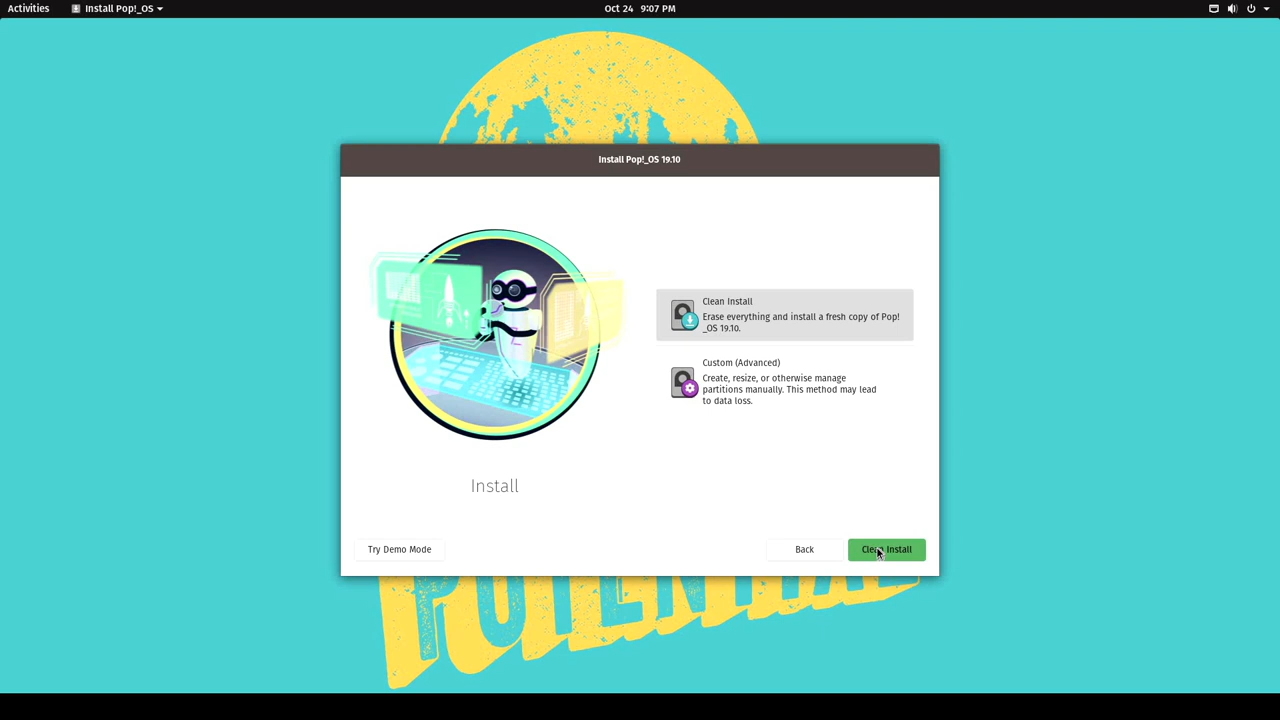 Activities
Install Pop!_OS
Oct 24 9:07 PM
Install Pop!_OS 19.10
Clean Install
Erase everything and install a fresh copy of Pop!
_OS 19.10.
Custom (Advanced)
Create, resize, or otherwise manage
partitions manually. This method may lead
to data loss.
Install
Try Demo Mode
Back
Clean Install
POTENTIAL